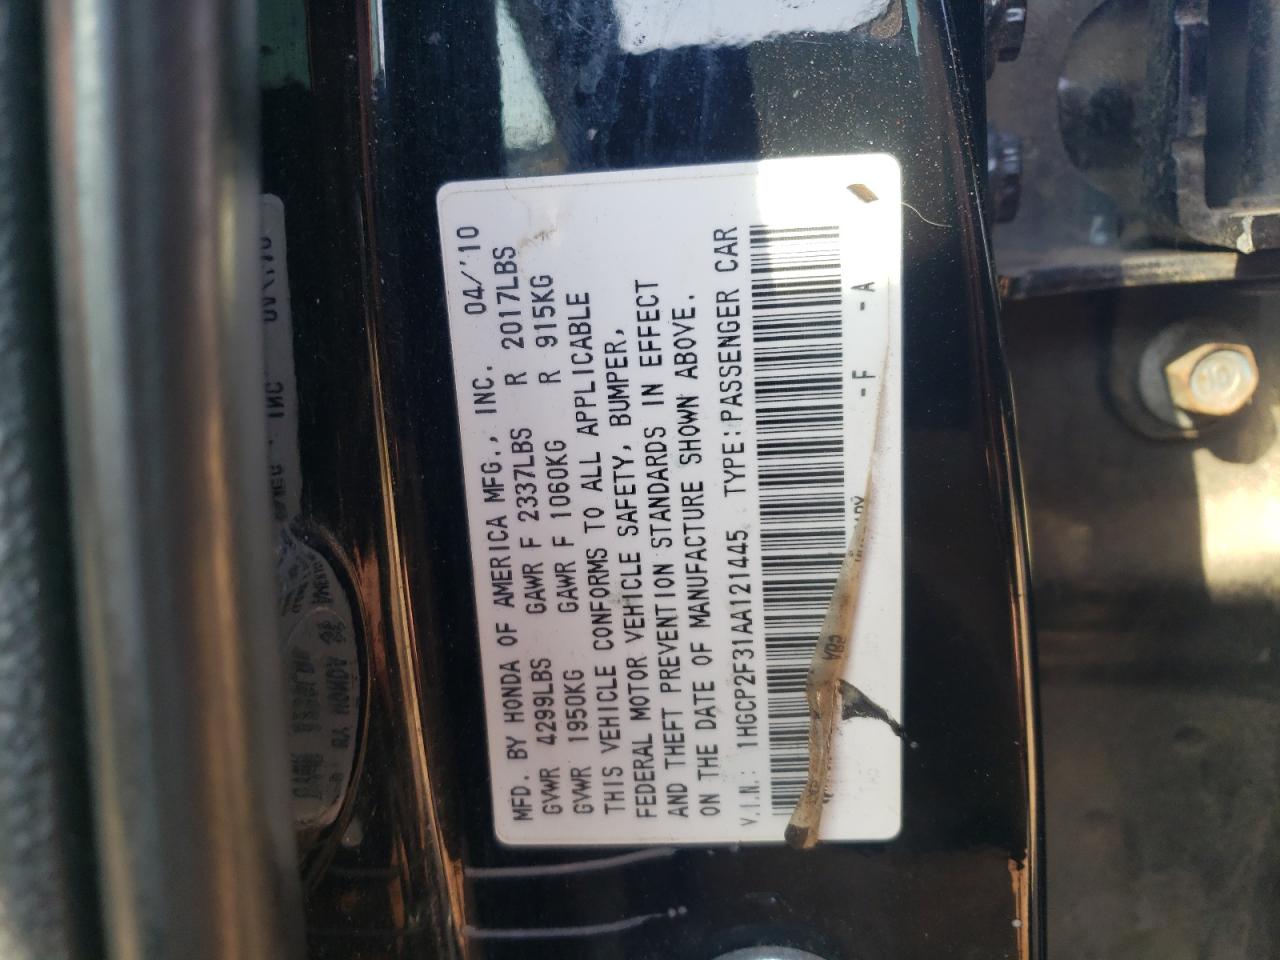 MFD. BY HONDA OF AMERICA MFG., INC. 04/'10
GVWR 4299LBS GAWR F 2337LBS R 2017LBS
GVWR 1950KG GAWR F 1060KG R 915KG
THIS VEHICLE CONFORMS TO ALL APPLICABLE
FEDERAL MOTOR VEHICLE SAFETY, BUMPER,
AND THEFT PREVENTION STANDARDS IN EFFECT
ON THE DATE OF MANUFACTURE SHOWN ABOVE.
V.I.N.: 1HGCP2F31AA121445 TYPE:PASSENGER CAR
-F -A